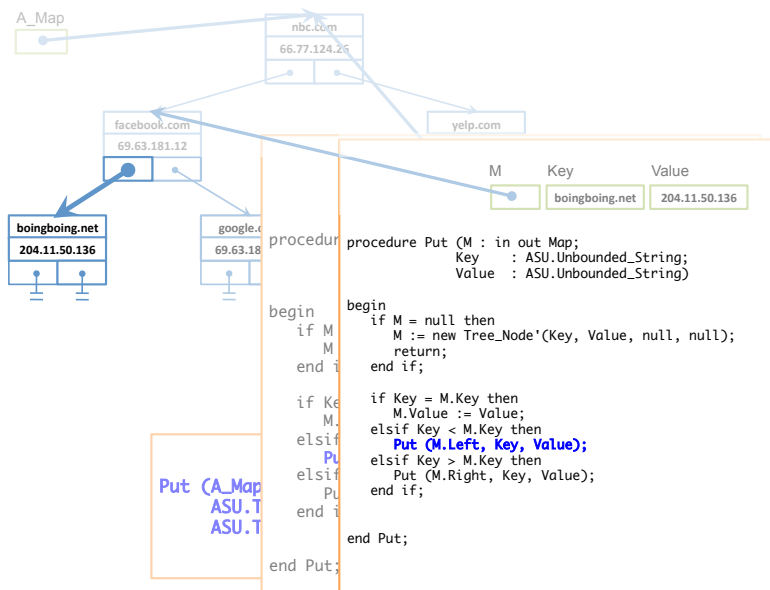 A_Map
nbc.com
66.77.124.26
facebook.com
69.63.181.12
yelp.com
M Key Value
boingboing.net 204.11.50.136
boingboing.net
204.11.50.136
google.c
69.63.18
Put (A_Map
ASU.T
ASU.T
procedur
begin
if M
M
end i
if Ke
M.
elsif
Pu
elsif
Pu
end i
end Put;
procedure Put (M : in out Map;
Key : ASU.Unbounded_String;
Value : ASU.Unbounded_String)
begin
if M = null then
M := new Tree_Node'(Key, Value, null, null);
return;
end if;
if Key = M.Key then
M.Value := Value;
elsif Key < M.Key then
Put (M.Left, Key, Value);
elsif Key > M.Key then
Put (M.Right, Key, Value);
end if;
end Put;